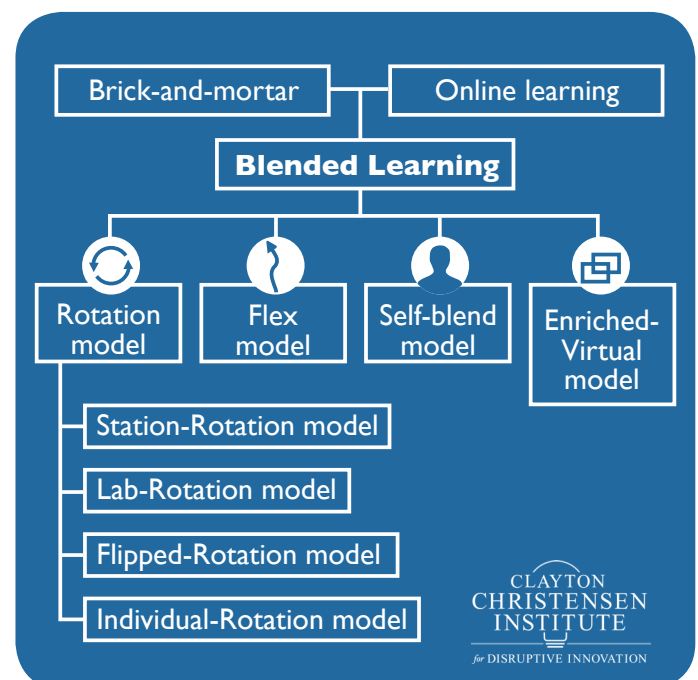 Brick-and-mortar
Online learning
Blended Learning
Rotation
model
Flex
model
Self-blend
model
Enriched-
Virtual
model
Station-Rotation model
Lab-Rotation model
Flipped-Rotation model
Individual-Rotation model
CLAYTON
CHRISTENSEN
INSTITUTE
for DISRUPTIVE INNOVATION